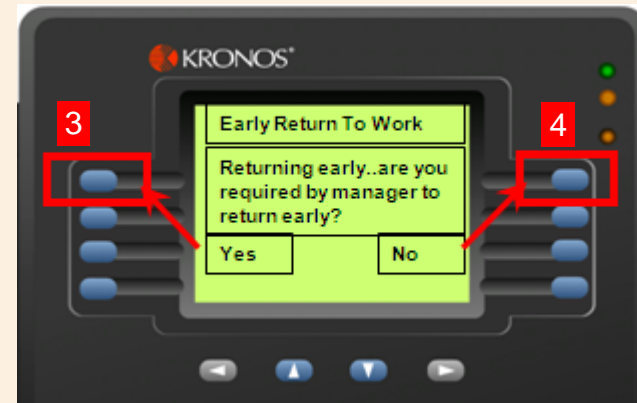 KRONOS®
3
4
Early Return To Work
Returning early..are you
required by manager to
return early?
Yes No